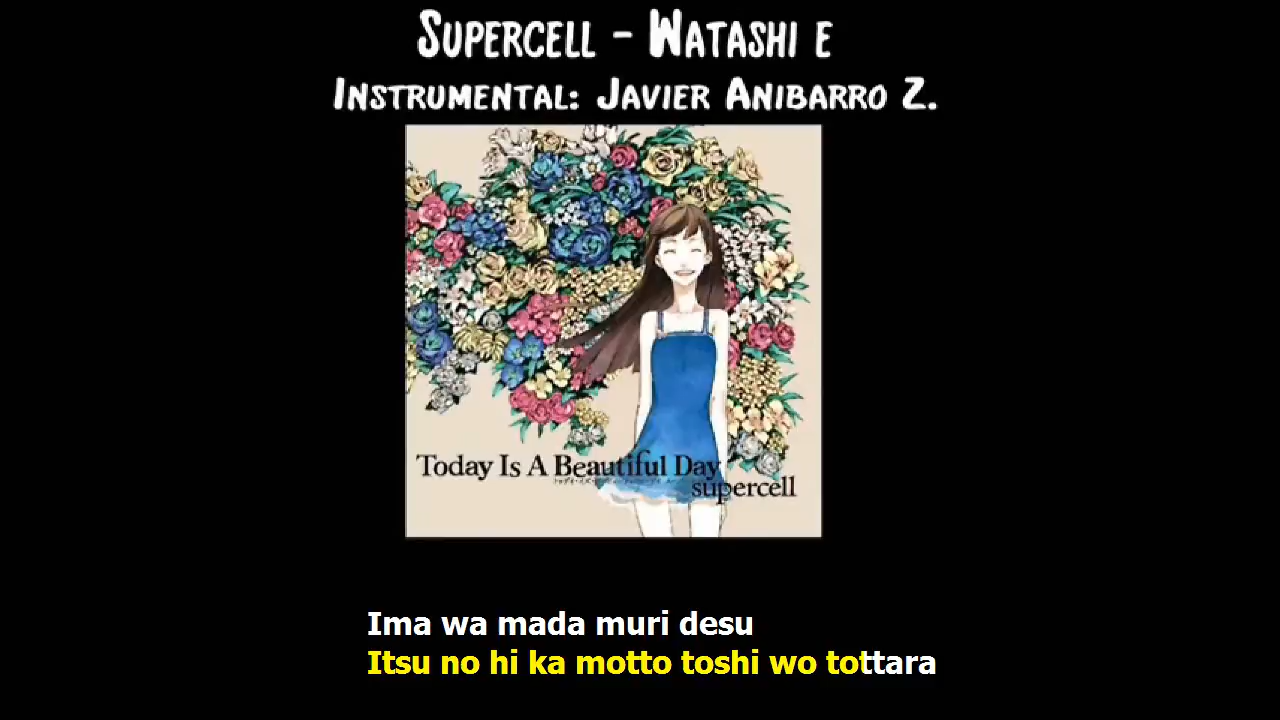 Supercell - Watashi e
Instrumental: Javier Anibarro Z.
Today Is A Beautiful Day
supercell
Ima wa mada muri desu
Itsu no hi ka motto toshi wo tottara